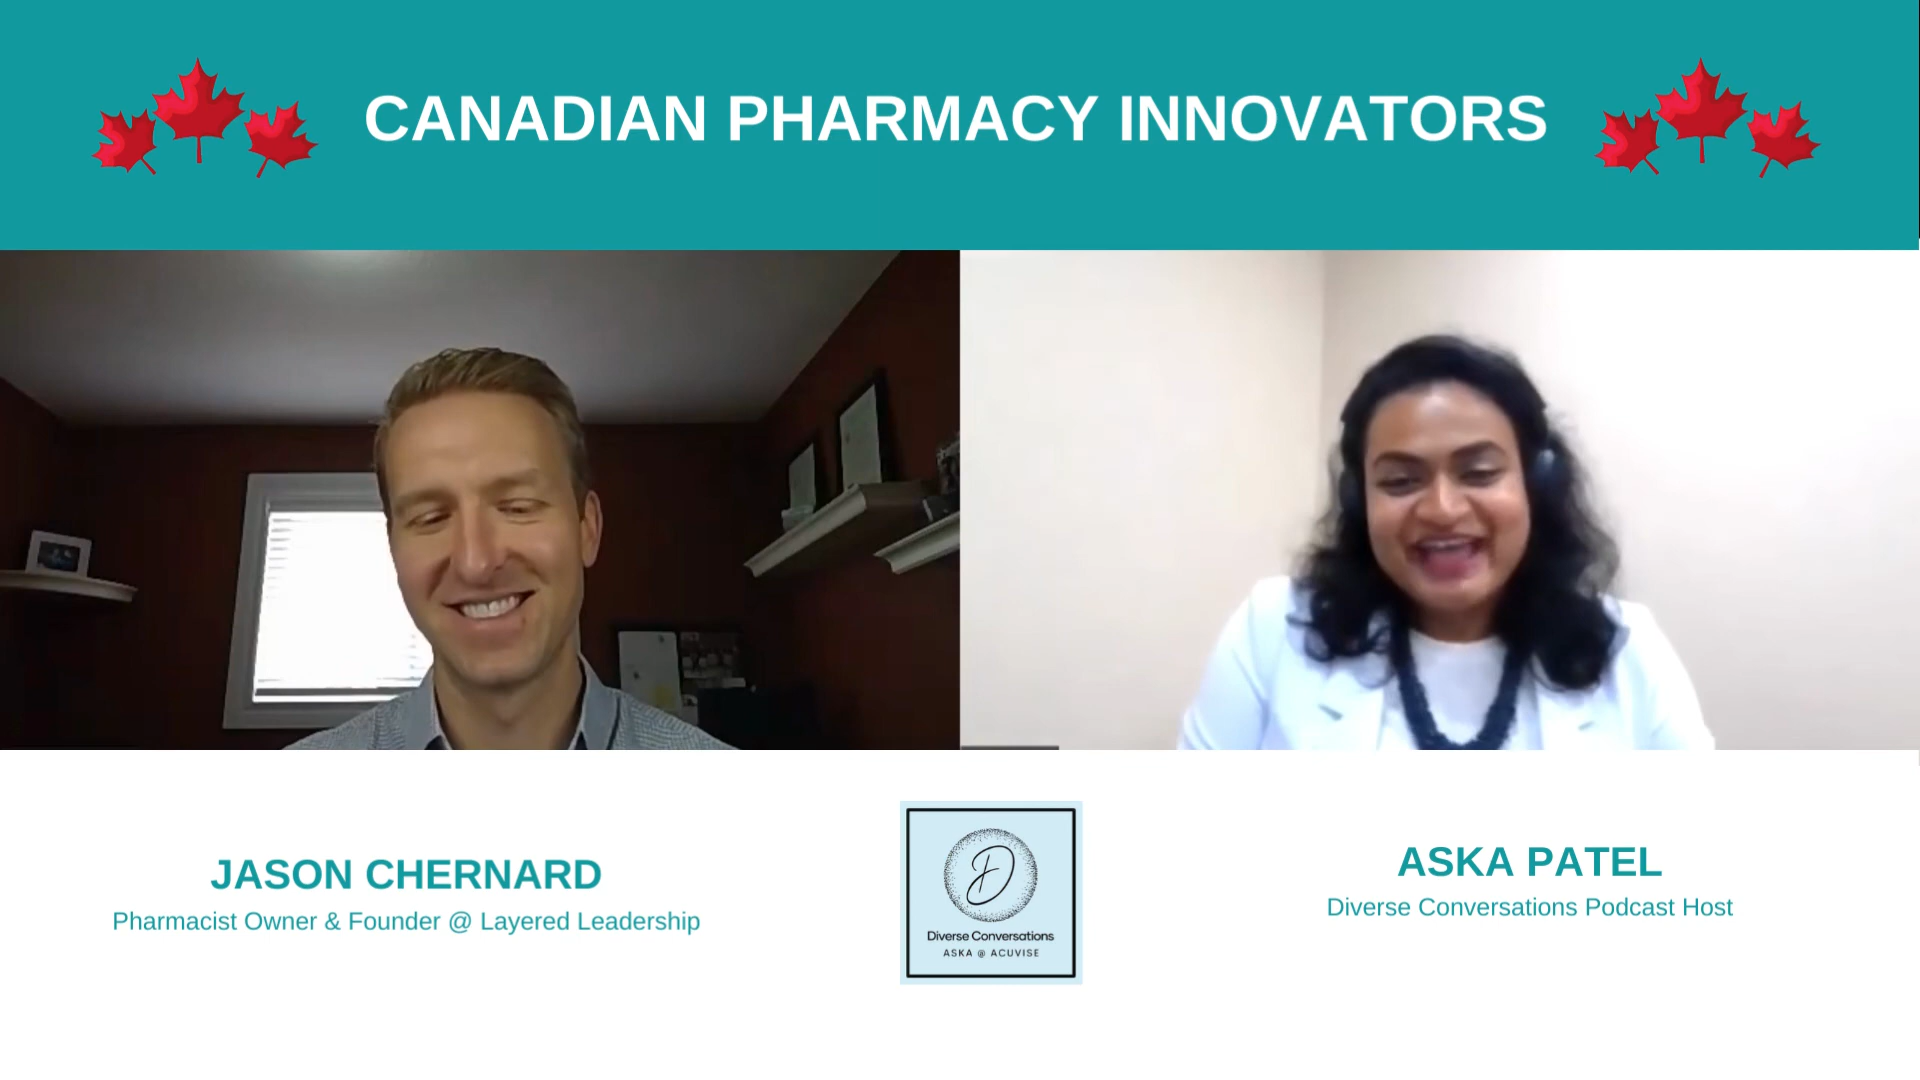 CANADIAN PHARMACY INNOVATORS
JASON CHERNARD
Pharmacist Owner & Founder @ Layered Leadership
D
Diverse Conversations
ASKA @ ACUVISE
ASKA PATEL
Diverse Conversations Podcast Host